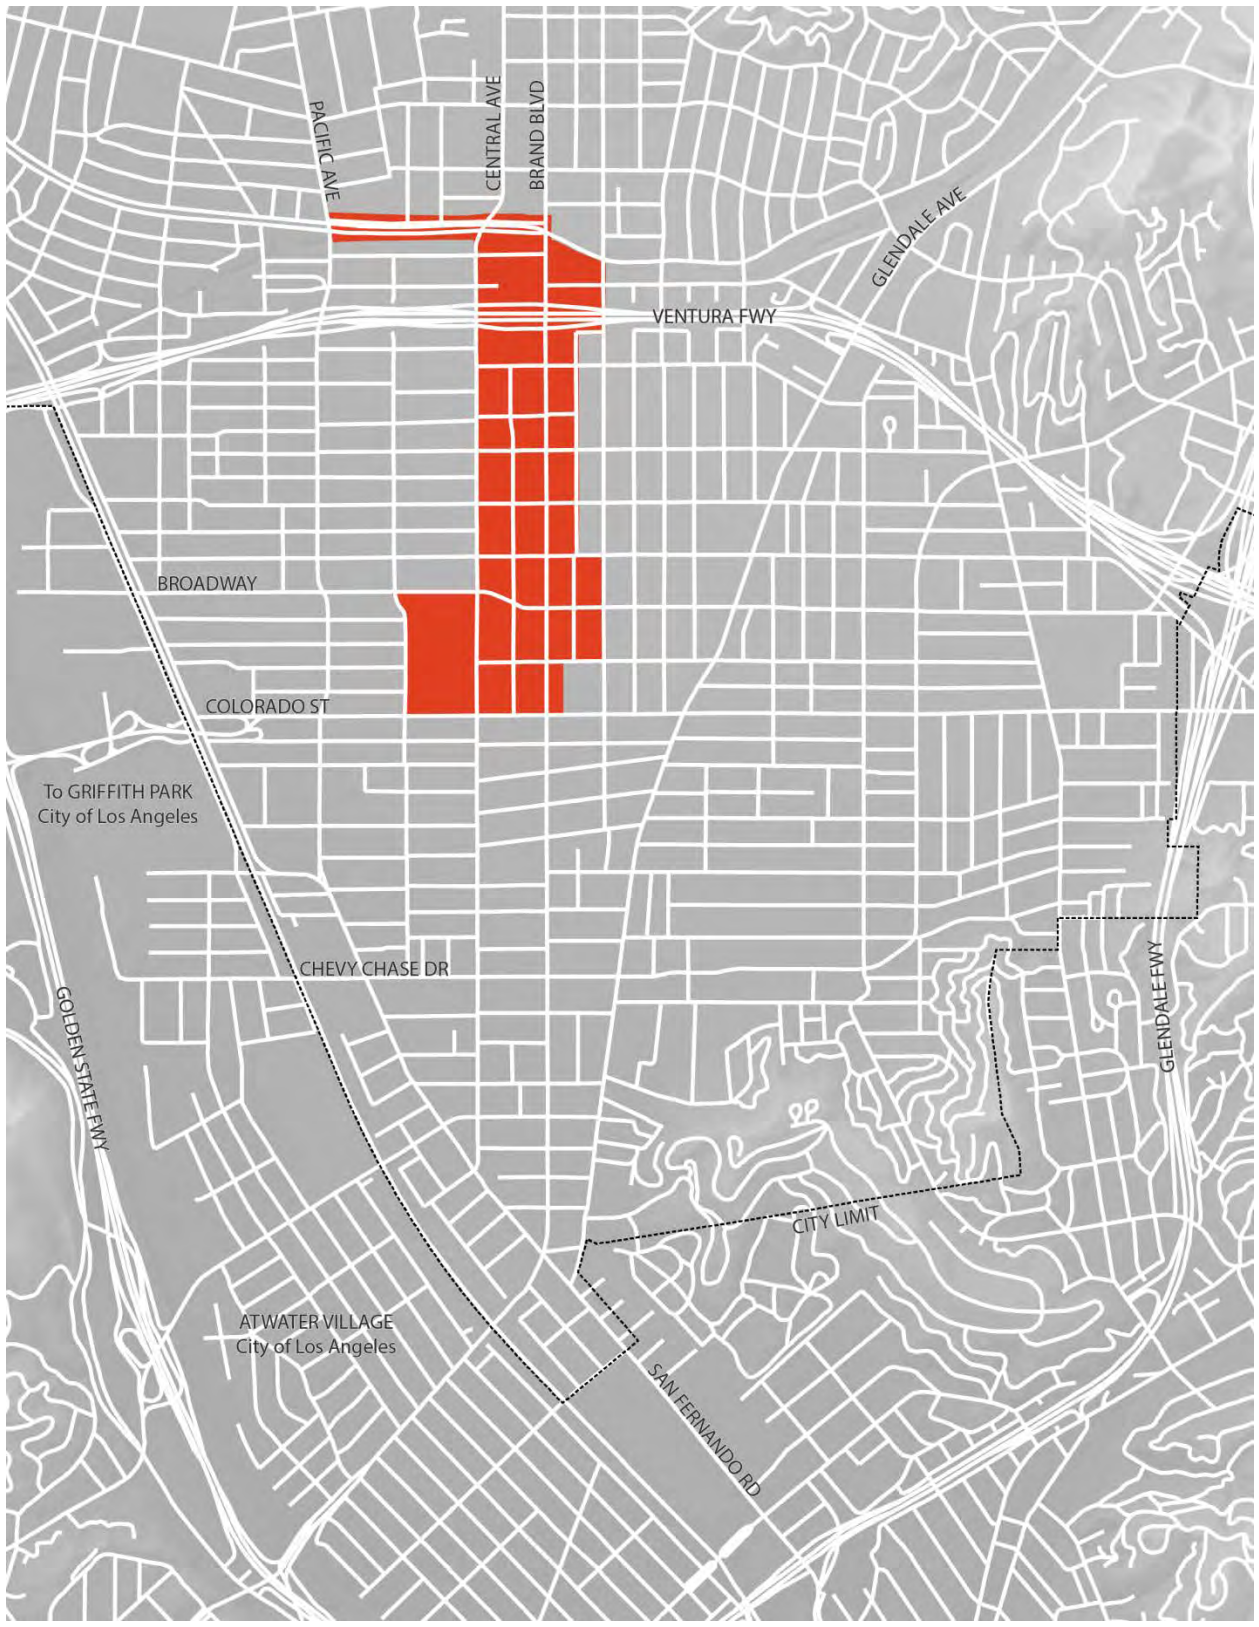 PACIFIC AVE
CENTRAL AVE
BRAND BLVD
GLENDALE AVE
VENTURA FWY
BROADWAY
COLORADO ST
To GRIFFITH PARK
City of Los Angeles
CHEVY CHASE DR
GOLDEN STATE FWY
GLENDALE FWY
CITY LIMIT
ATWATER VILLAGE
City of Los Angeles
SAN FERNANDO RD